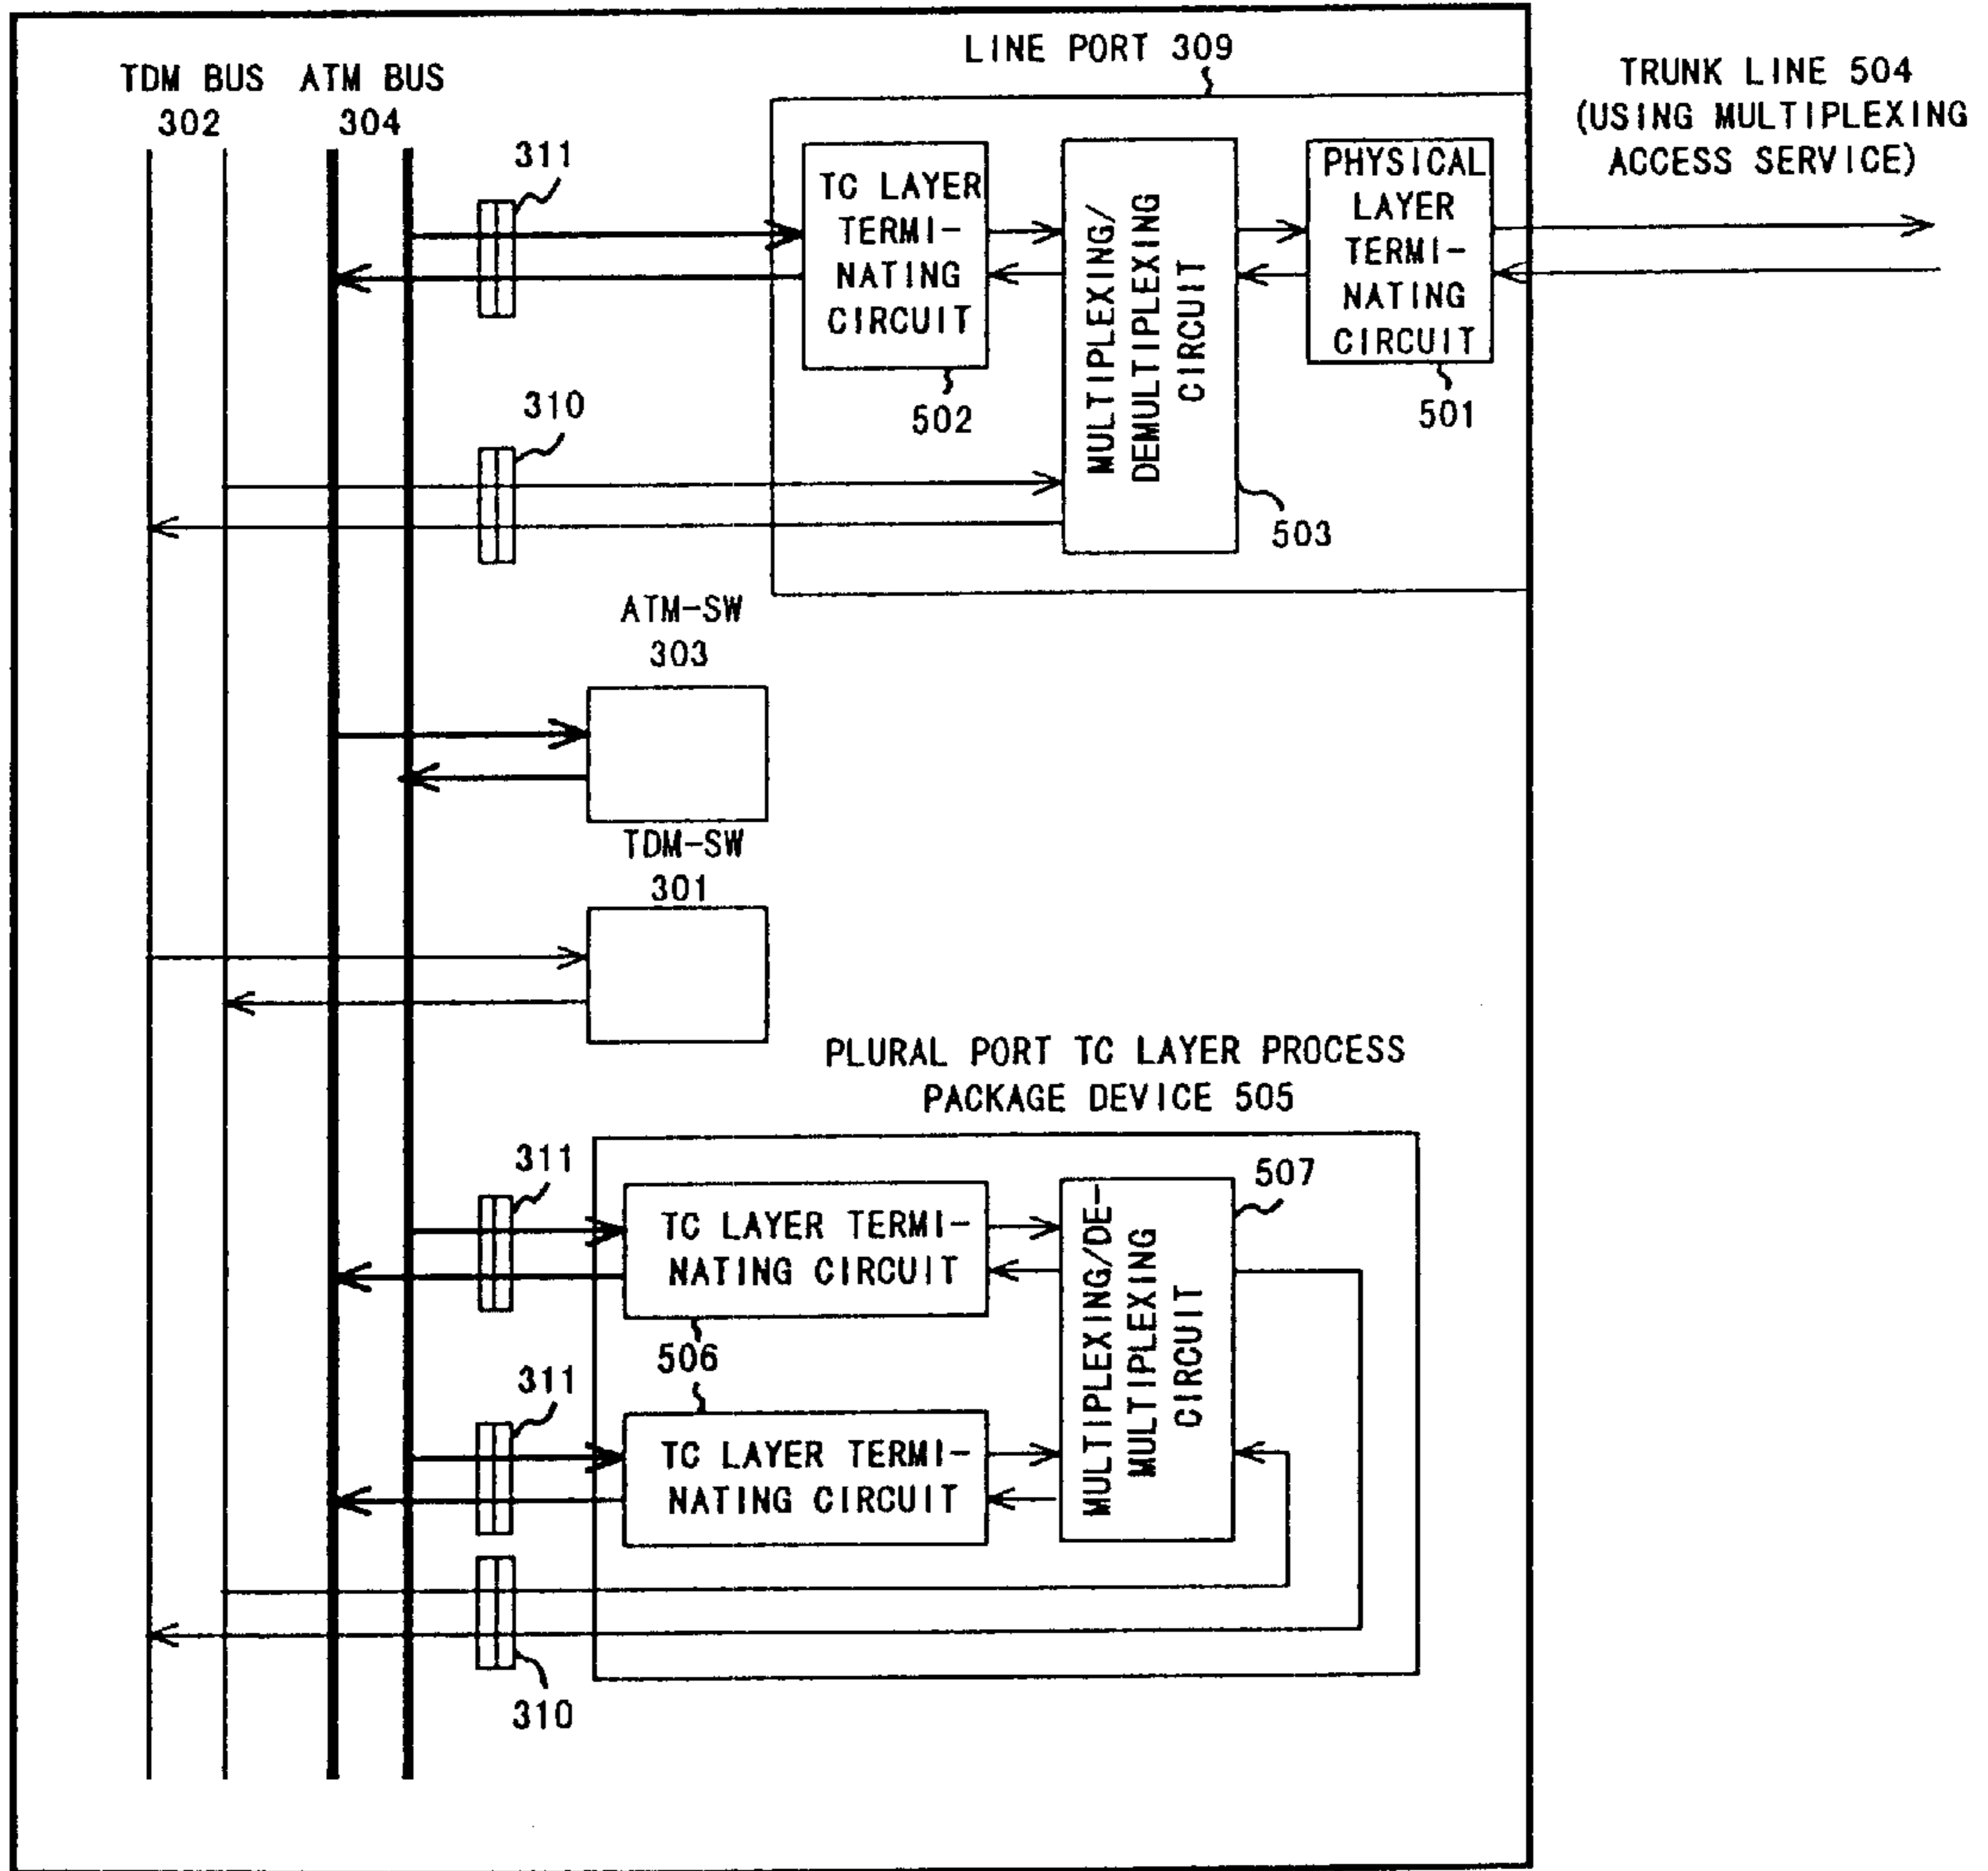 LINE PORT 309
TRUNK LINE 504
(USING MULTIPLEXING
ACCESS SERVICE)
TDM BUS
302
ATM BUS
304
311
TC LAYER
TERMI-
NATING
CIRCUIT
502
MULTIPLEXING/
DEMULTIPLEXING
CIRCUIT
503
PHYSICAL
LAYER
TERMI-
NATING
CIRCUIT
501
310
ATM-SW
303
TDM-SW
301
PLURAL PORT TC LAYER PROCESS
PACKAGE DEVICE 505
311
TC LAYER TERMI-
NATING CIRCUIT
506
MULTIPLEXING/DE-
MULTIPLEXING
CIRCUIT
507
311
TC LAYER TERMI-
NATING CIRCUIT
310